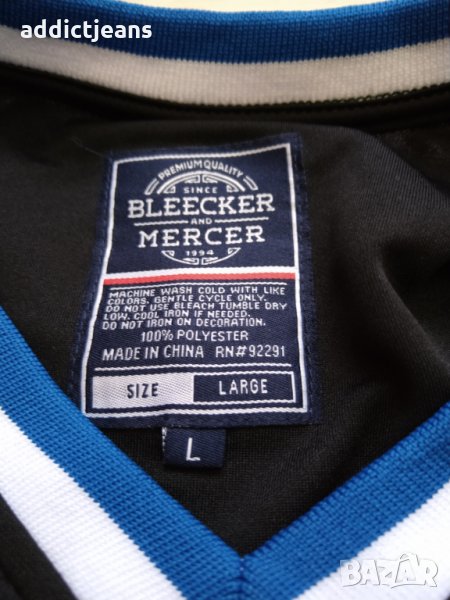 addictjeans
PREMIUM QUALITY
SINCE
BLEECKER
AND
MERCER
1994
MACHINE WASH COLD WITH LIKE
COLORS. GENTLE CYCLE ONLY.
DO NOT USE BLEACH TUMBLE DRY
LOW. COOL IRON IF NEEDED.
DO NOT IRON ON DECORATION.
100% POLYESTER
MADE IN CHINA RN#92291
SIZE LARGE
L
BAZAR